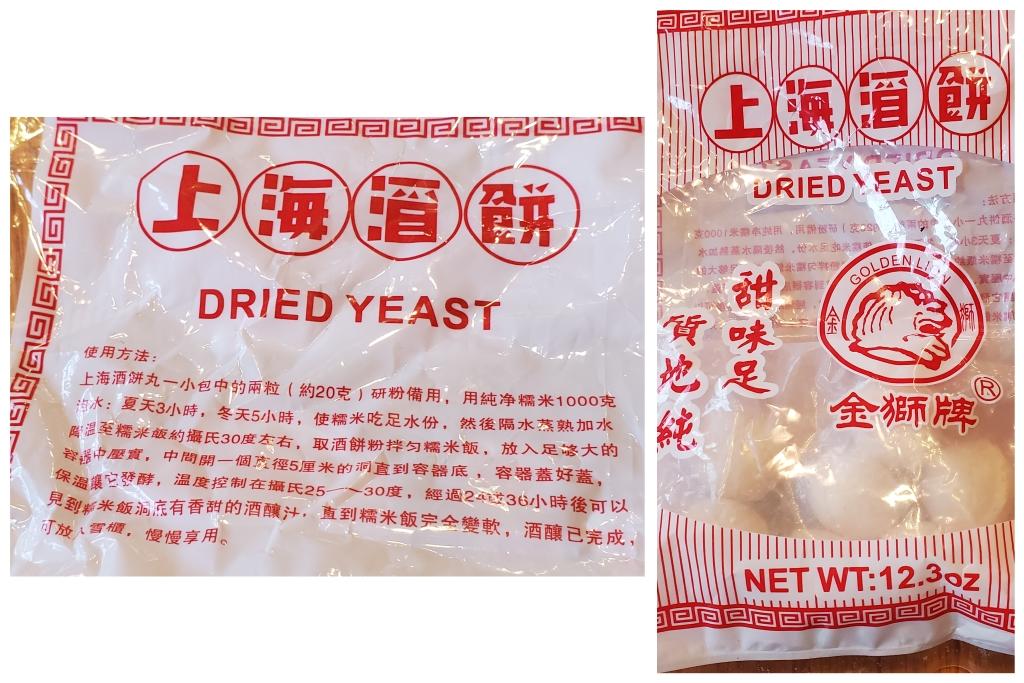 上海酒餅
DRIED YEAST
使用方法：
上海酒餅丸一小包中的兩粒（約20克）研粉備用，用純净糯米1000克
泡水：夏天3小時，冬天5小時，使糯米吃足水份，然後隔水蒸熟加水
降温至糯米飯約攝氏30度左右，取酒餅粉拌匀糯米飯，放入足够大的
容器中壓實，中間開一個直徑5厘米的洞直到容器底，容器蓋好蓋，
保温讓它發酵，温度控制在攝氏25——30度，經過24或36小時後可以
見到糯米飯洞底有香甜的酒釀汁，直到糯米飯完全變軟，酒釀已完成，
可放入雪櫃，慢慢享用。
上海酒餅
DRIED YEAST
甜味足
質地純
GOLDEN LION
金獅
®
金獅牌
NET WT:12.3oz